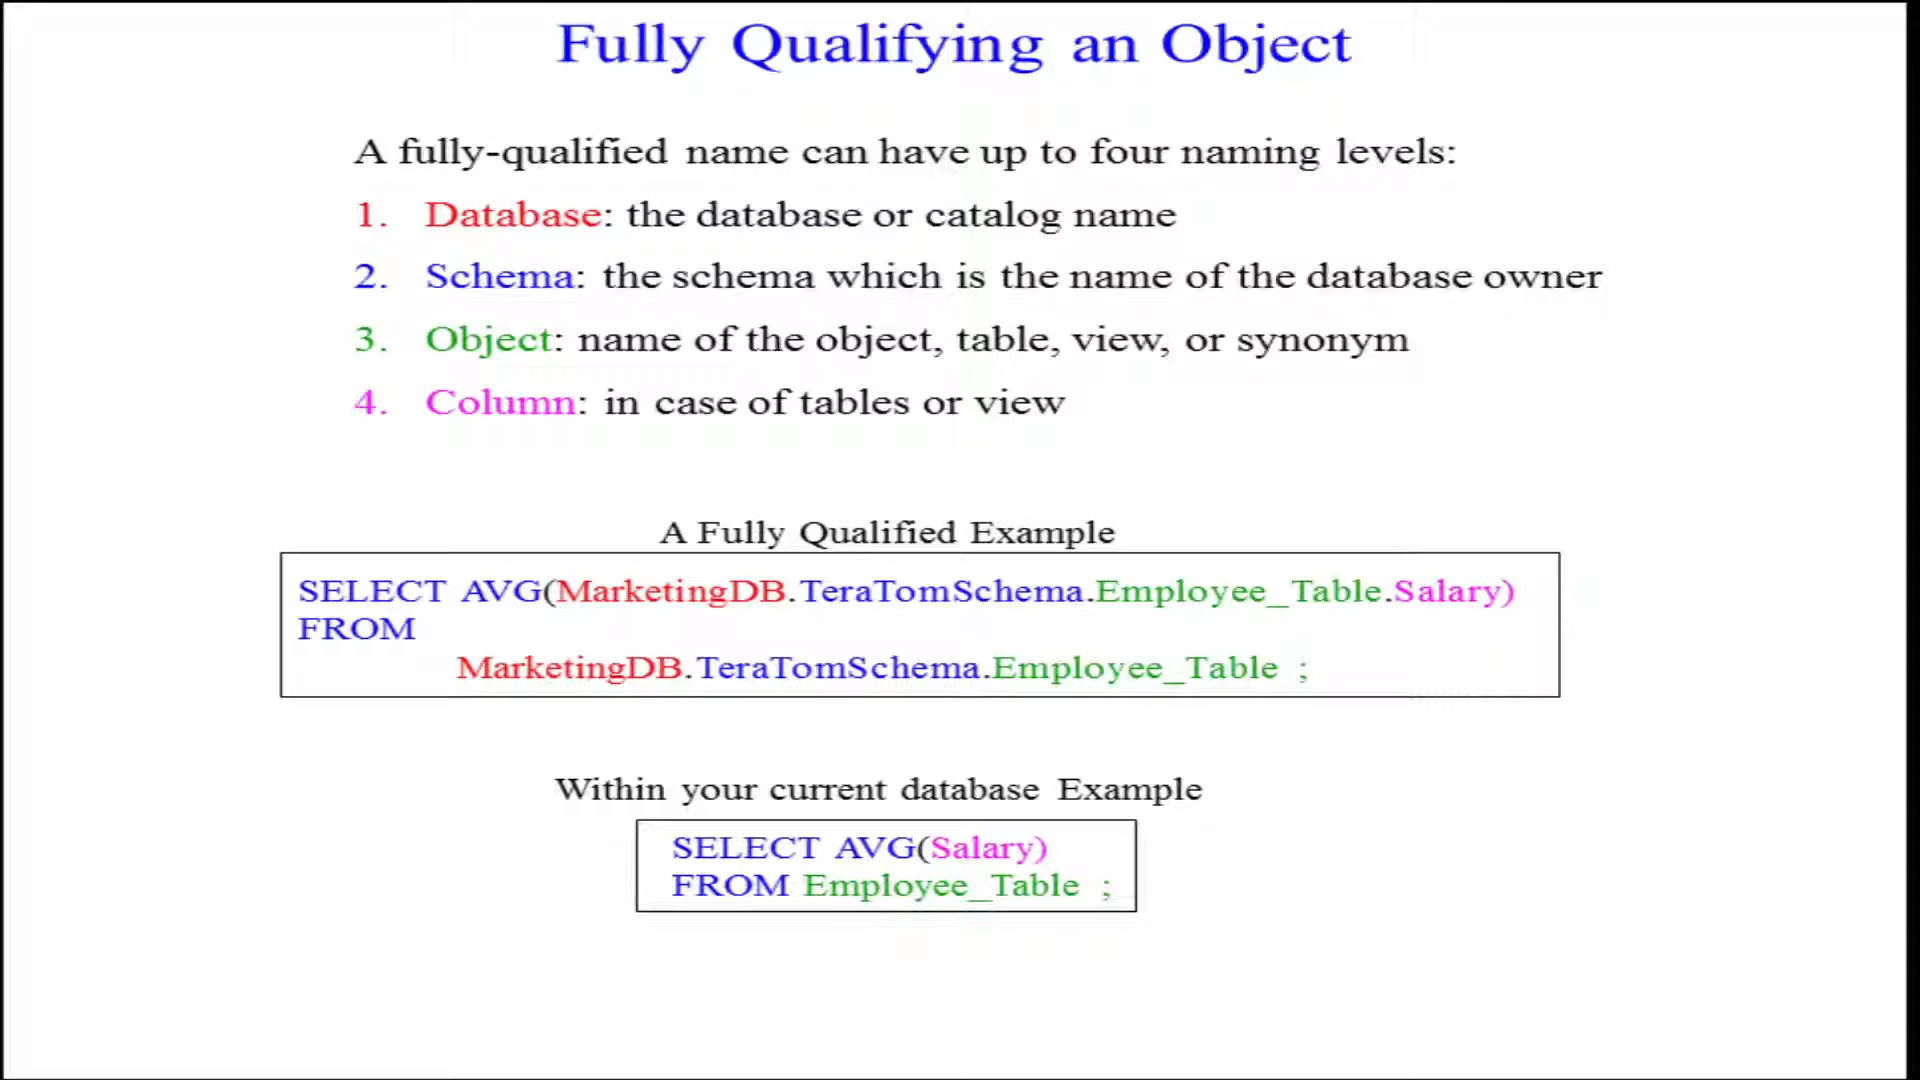 Fully Qualifying an Object
A fully-qualified name can have up to four naming levels:
1. Database: the database or catalog name
2. Schema: the schema which is the name of the database owner
3. Object: name of the object, table, view, or synonym
4. Column: in case of tables or view
A Fully Qualified Example
SELECT AVG(MarketingDB.TeraTomSchema.Employee_Table.Salary)
FROM
MarketingDB.TeraTomSchema.Employee_Table ;
Within your current database Example
SELECT AVG(Salary)
FROM Employee_Table ;